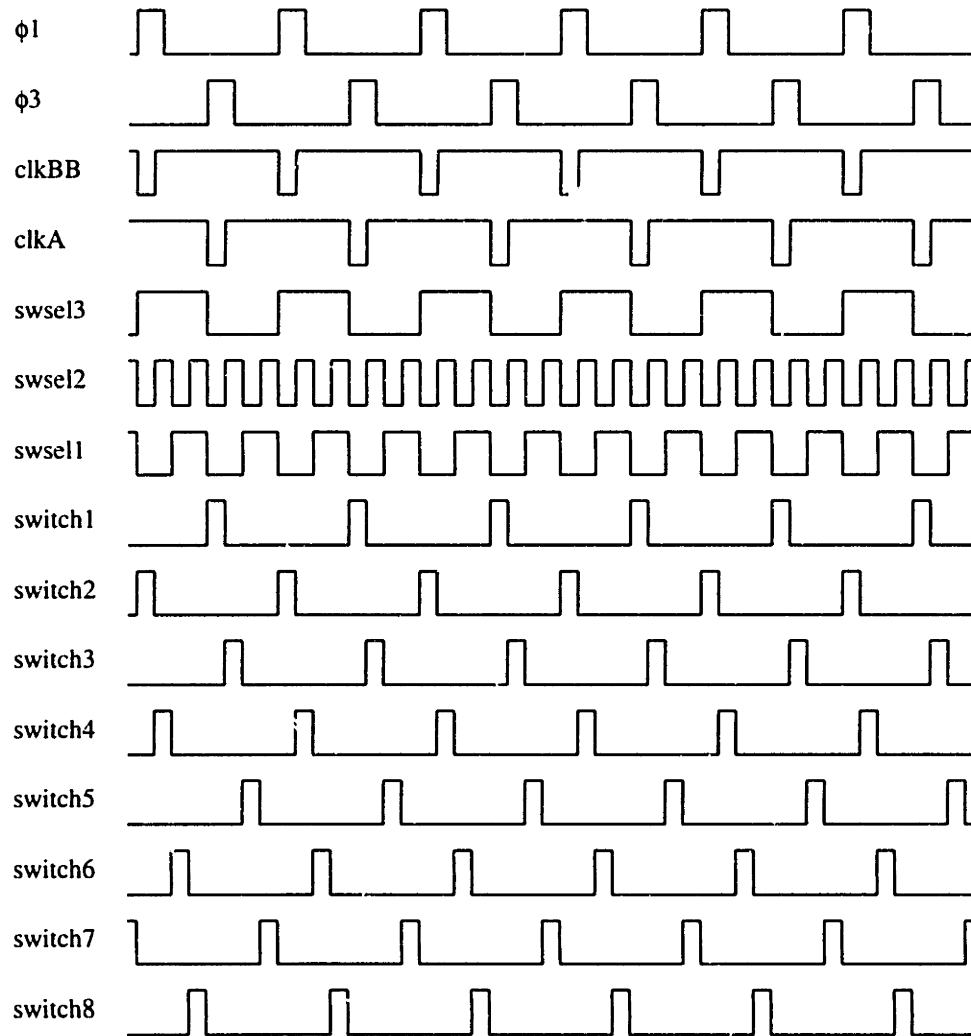 ϕ1
ϕ3
clkBB
clkA
swsel3
swsel2
swsel1
switch1
switch2
switch3
switch4
switch5
switch6
switch7
switch8